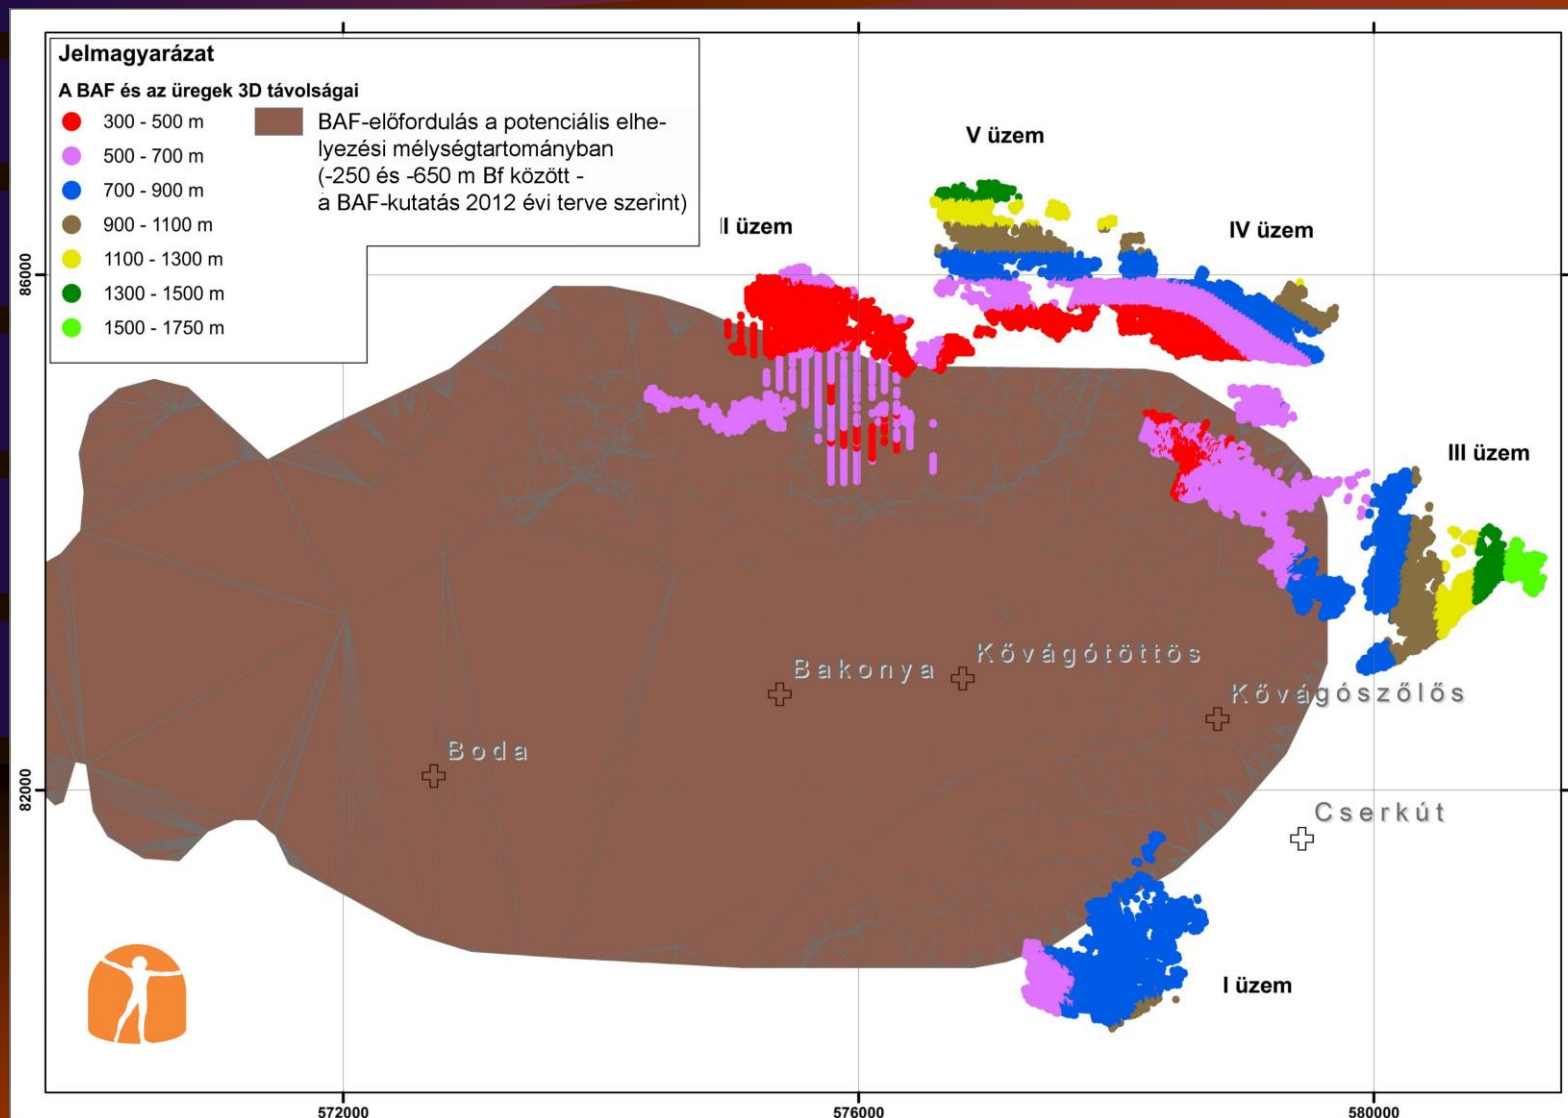 Jelmagyarázat
A BAF és az üregek 3D távolságai
300 - 500 m
500 - 700 m
700 - 900 m
900 - 1100 m
1100 - 1300 m
1300 - 1500 m
1500 - 1750 m
BAF-előfordulás a potenciális elhe-
lyezési mélységtartományban
(-250 és -650 m Bf között -
a BAF-kutatás 2012 évi terve szerint)
V üzem
II üzem
IV üzem
III üzem
86000
Bakonya
Kővágótöttös
Kővágószőlős
Boda
82000
Cserkút
I üzem
572000
576000
580000